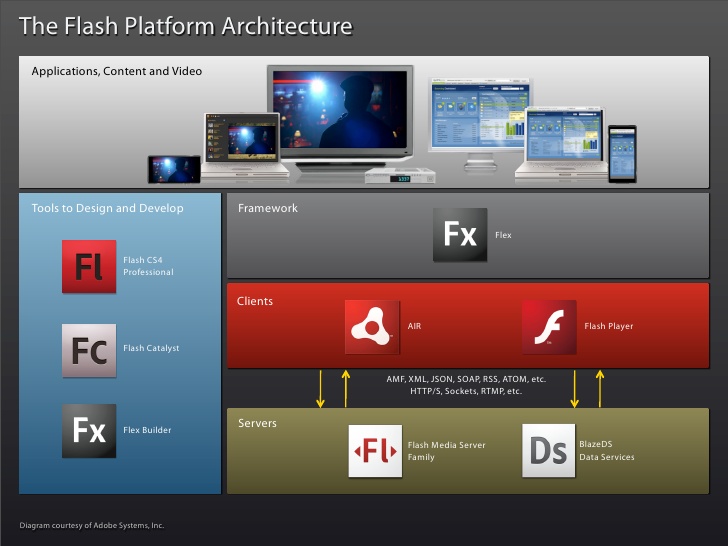 The Flash Platform Architecture
Applications, Content and Video
Tools to Design and Develop
Fl
Flash CS4
Professional
Fc
Flash Catalyst
Fx
Flex Builder
Framework
Fx
Flex
Clients
AIR
Flash Player
AMF, XML, JSON, SOAP, RSS, ATOM, etc.
HTTP/S, Sockets, RTMP, etc.
Servers
Fl
Flash Media Server
Family
Ds
BlazeDS
Data Services
Diagram courtesy of Adobe Systems, Inc.